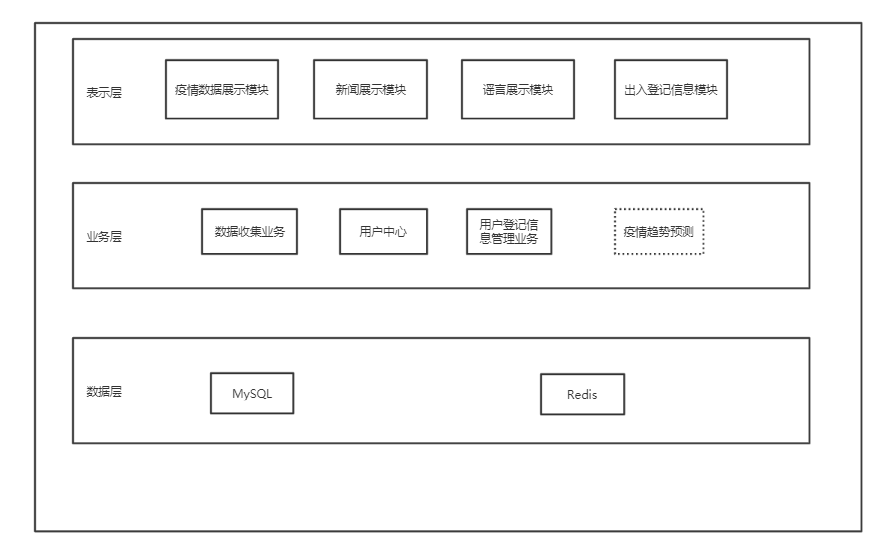 表示层
疫情数据展示模块
新闻展示模块
谣言展示模块
出入登记信息模块
业务层
数据收集业务
用户中心
用户登记信
息管理业务
疫情趋势预测
数据层
MySQL
Redis